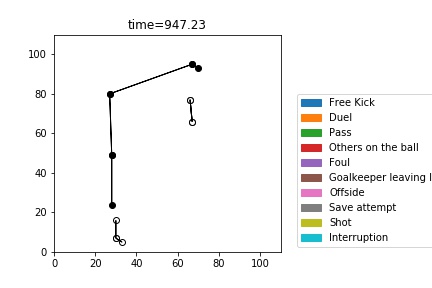 time=947.23
100
80
60
40
20
0
0 20 40 60 80 100
Free Kick
Duel
Pass
Others on the ball
Foul
Goalkeeper leaving l
Offside
Save attempt
Shot
Interruption